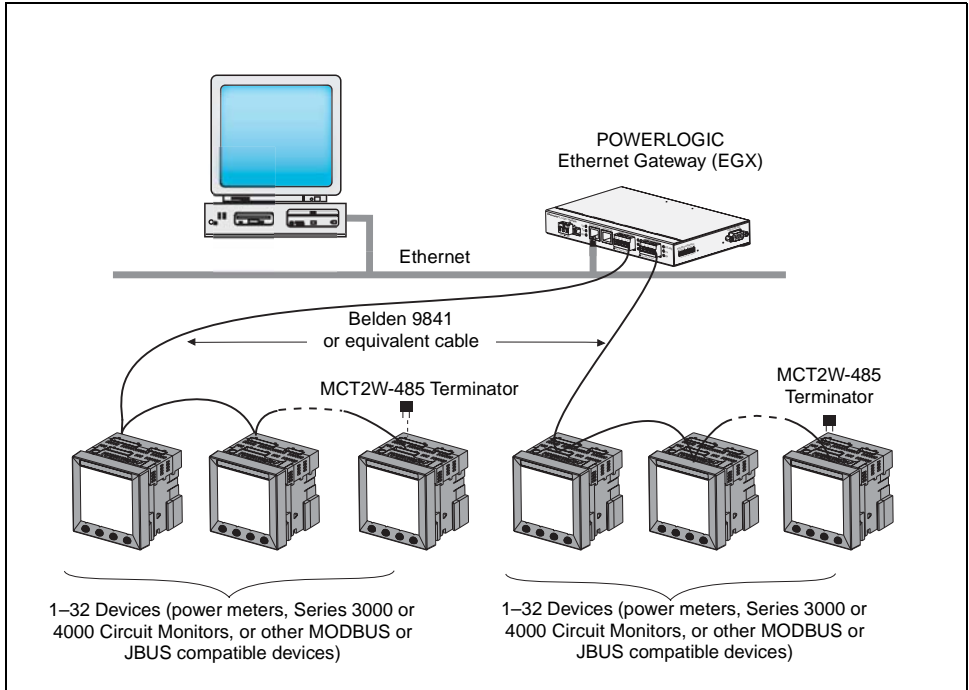 POWERLOGIC
Ethernet Gateway (EGX)
Ethernet
Belden 9841
or equivalent cable
MCT2W-485 Terminator
MCT2W-485
Terminator
1–32 Devices (power meters, Series 3000 or
4000 Circuit Monitors, or other MODBUS or
JBUS compatible devices)
1–32 Devices (power meters, Series 3000 or
4000 Circuit Monitors, or other MODBUS or
JBUS compatible devices)